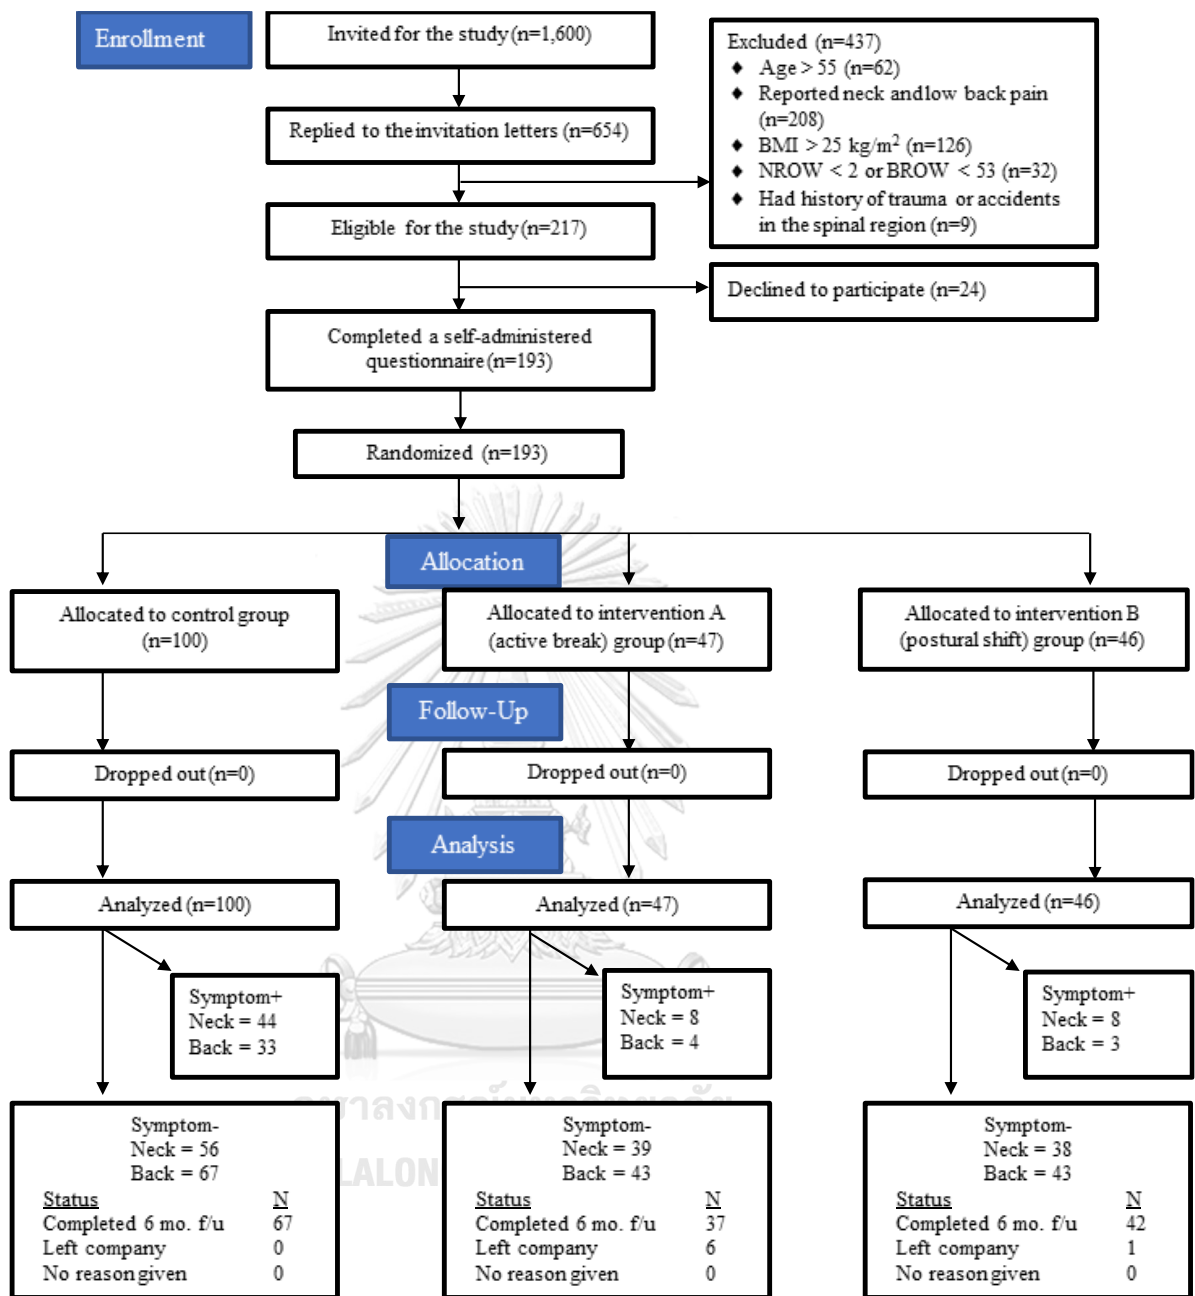 Enrollment
Invited for the study (n=1,600)
Excluded (n=437)
♦ Age > 55 (n=62)
♦ Reported neck and low back pain
(n=208)
♦ BMI > 25 kg/m² (n=126)
♦ NROW < 2 or BROW < 53 (n=32)
♦ Had history of trauma or accidents
in the spinal region (n=9)
Replied to the invitation letters (n=654)
Eligible for the study (n=217)
Declined to participate (n=24)
Completed a self-administered
questionnaire (n=193)
Randomized (n=193)
Allocation
Allocated to control group
(n=100)
Allocated to intervention A
(active break) group (n=47)
Allocated to intervention B
(postural shift) group (n=46)
Follow-Up
Dropped out (n=0)
Dropped out (n=0)
Dropped out (n=0)
Analysis
Analyzed (n=100)
Analyzed (n=47)
Analyzed (n=46)
Symptom+
Neck = 44
Back = 33
Symptom+
Neck = 8
Back = 4
Symptom+
Neck = 8
Back = 3
Symptom-
Neck = 56
Back = 67
Status N
Completed 6 mo. f/u 67
Left company 0
No reason given 0
Symptom-
Neck = 39
Back = 43
Status N
Completed 6 mo. f/u 37
Left company 6
No reason given 0
Symptom-
Neck = 38
Back = 43
Status N
Completed 6 mo. f/u 42
Left company 1
No reason given 0
LALON